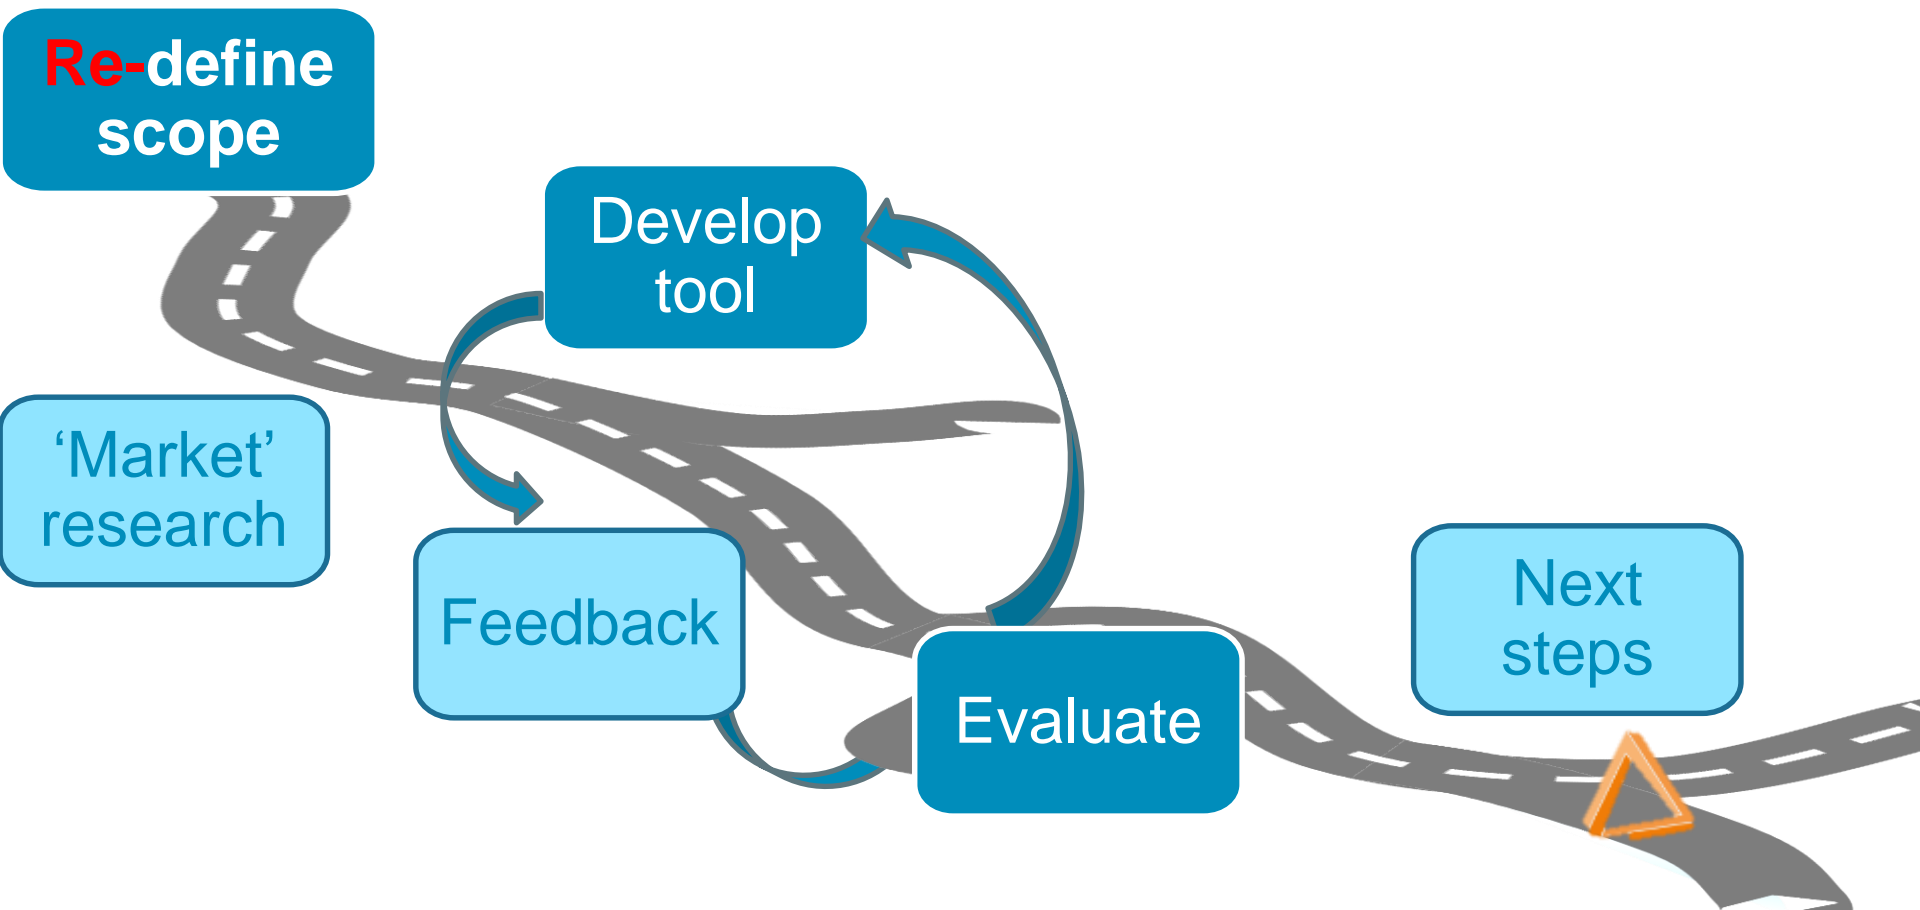 Re-define
scope
Develop
tool
‘Market’
research
Feedback
Evaluate
Next
steps